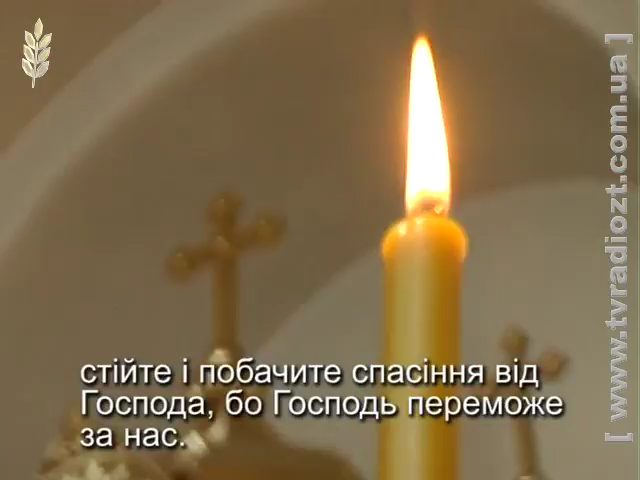 стійте і побачите спасіння від
Господа, бо Господь переможе
за нас.
[ www.tvradiozt.com.ua ]